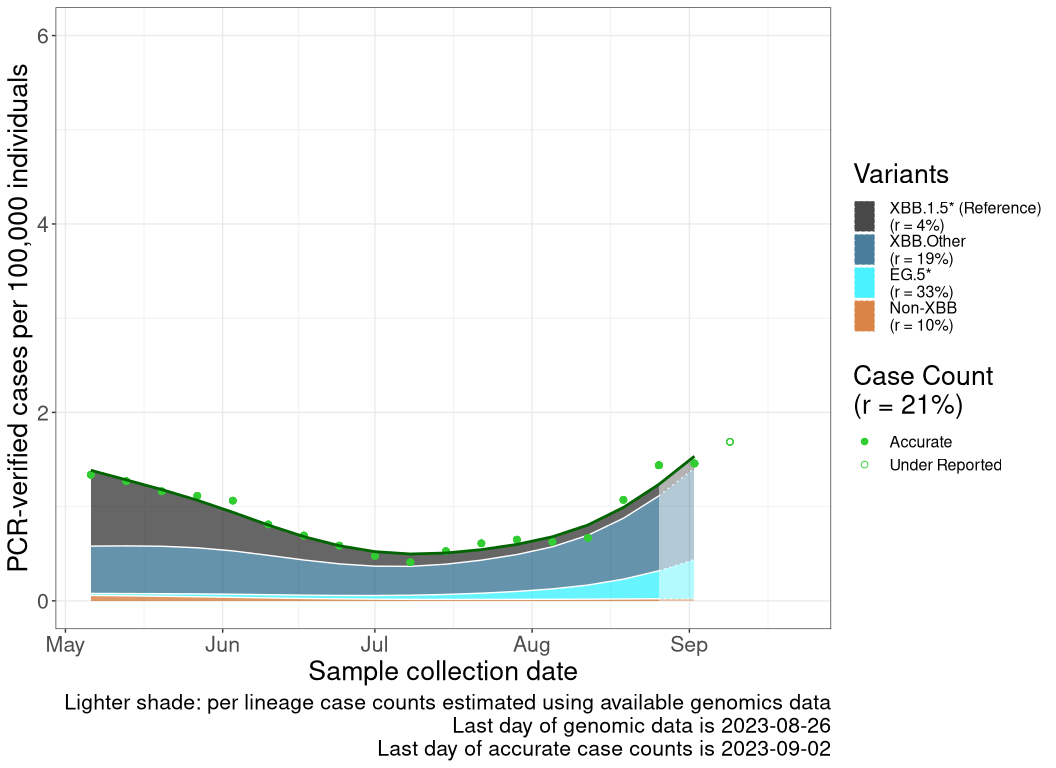 PCR-verified cases per 100,000 individuals
6
4
2
0
May
Jun
Jul
Aug
Sep
Sample collection date
Lighter shade: per lineage case counts estimated using available genomics data
Last day of genomic data is 2023-08-26
Last day of accurate case counts is 2023-09-02
Variants
XBB.1.5* (Reference)
(r = 4%)
XBB.Other
(r = 19%)
EG.5*
(r = 33%)
Non-XBB
(r = 10%)
Case Count
(r = 21%)
Accurate
Under Reported